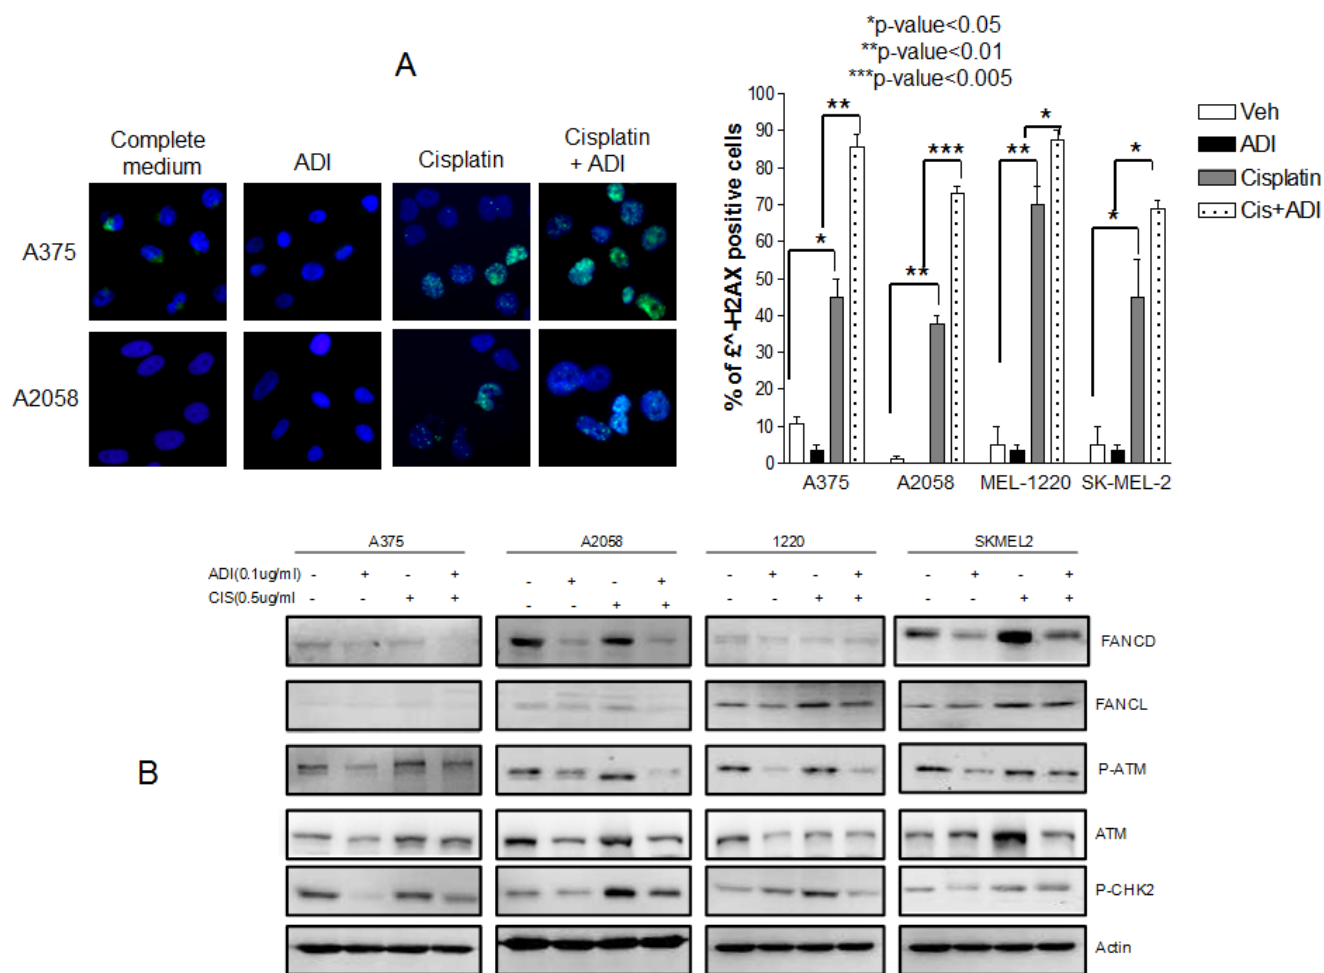 *p-value<0.05
**p-value<0.01
***p-value<0.005
A
Complete
medium
ADI
Cisplatin
Cisplatin
+ ADI
A375
A2058
% of £^-H2AX positive cells
100
90
80
70
60
50
40
30
20
10
0
** *** * *
* ** ** *
A375 A2058 MEL-1220 SK-MEL-2
Veh
ADI
Cisplatin
Cis+ADI
B
A375 A2058 1220 SKMEL2
ADI(0.1ug/ml) - + - + - + - + - + - + - + - +
CIS(0.5ug/ml - - + + - - + + - - + + - - + +
FANCD
FANCL
P-ATM
ATM
P-CHK2
Actin